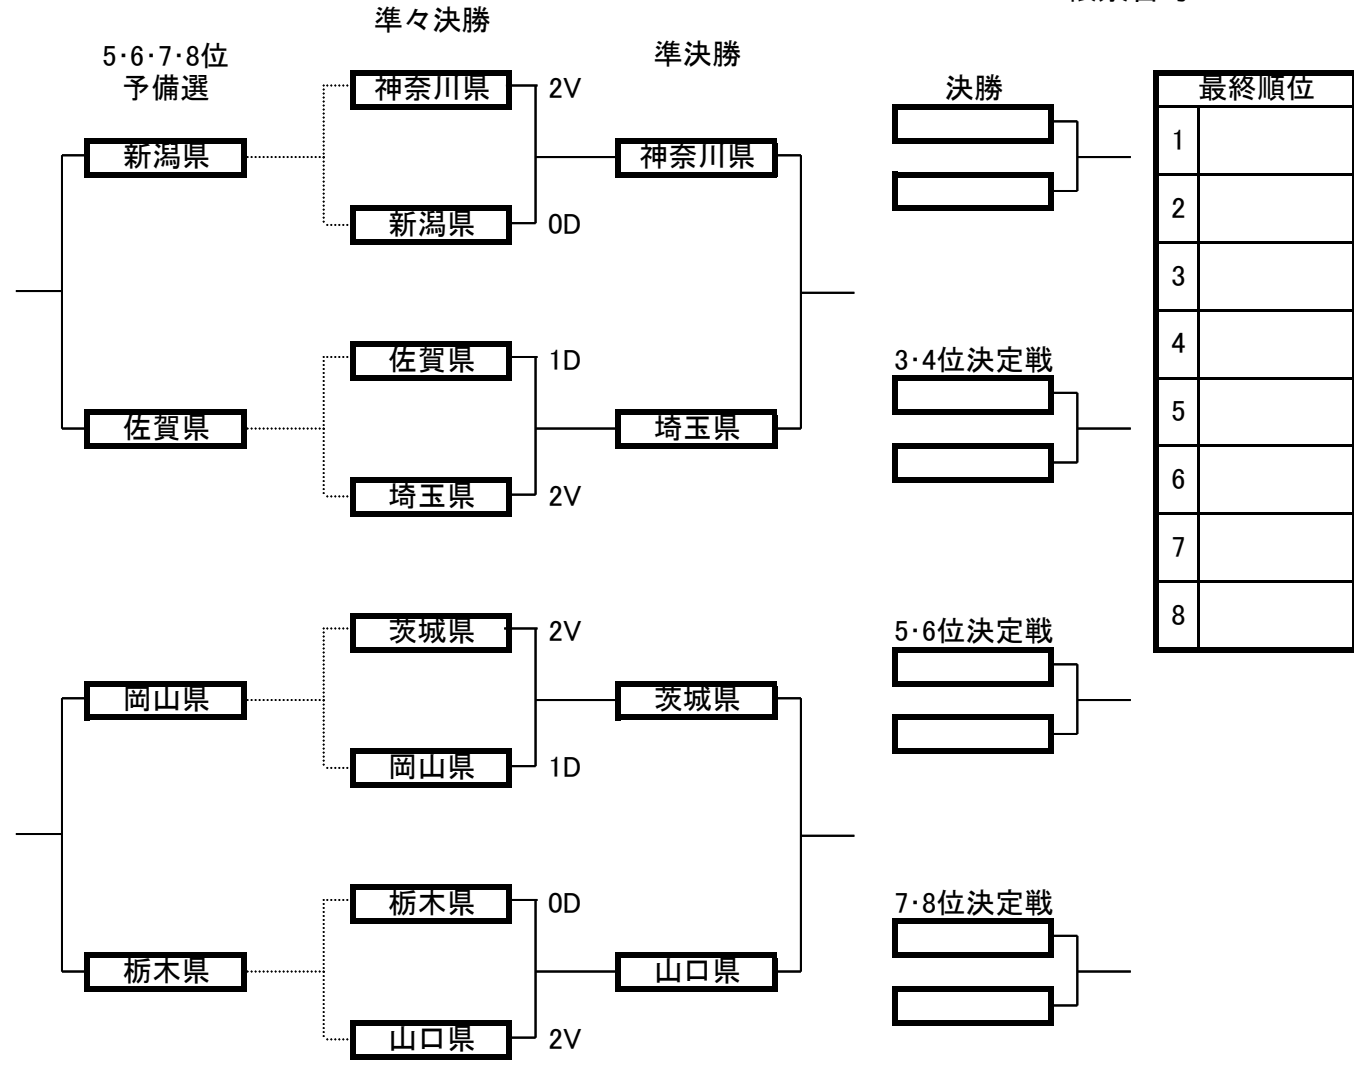 準々決勝
5・6・7・8位
予備選
準決勝
決勝
最終順位
神奈川県 2V
新潟県
神奈川県
新潟県 0D
佐賀県 1D
佐賀県
埼玉県
埼玉県 2V
茨城県 2V
岡山県
茨城県
岡山県 1D
栃木県 0D
栃木県
山口県
山口県 2V
3・4位決定戦
5・6位決定戦
7・8位決定戦
1
2
3
4
5
6
7
8